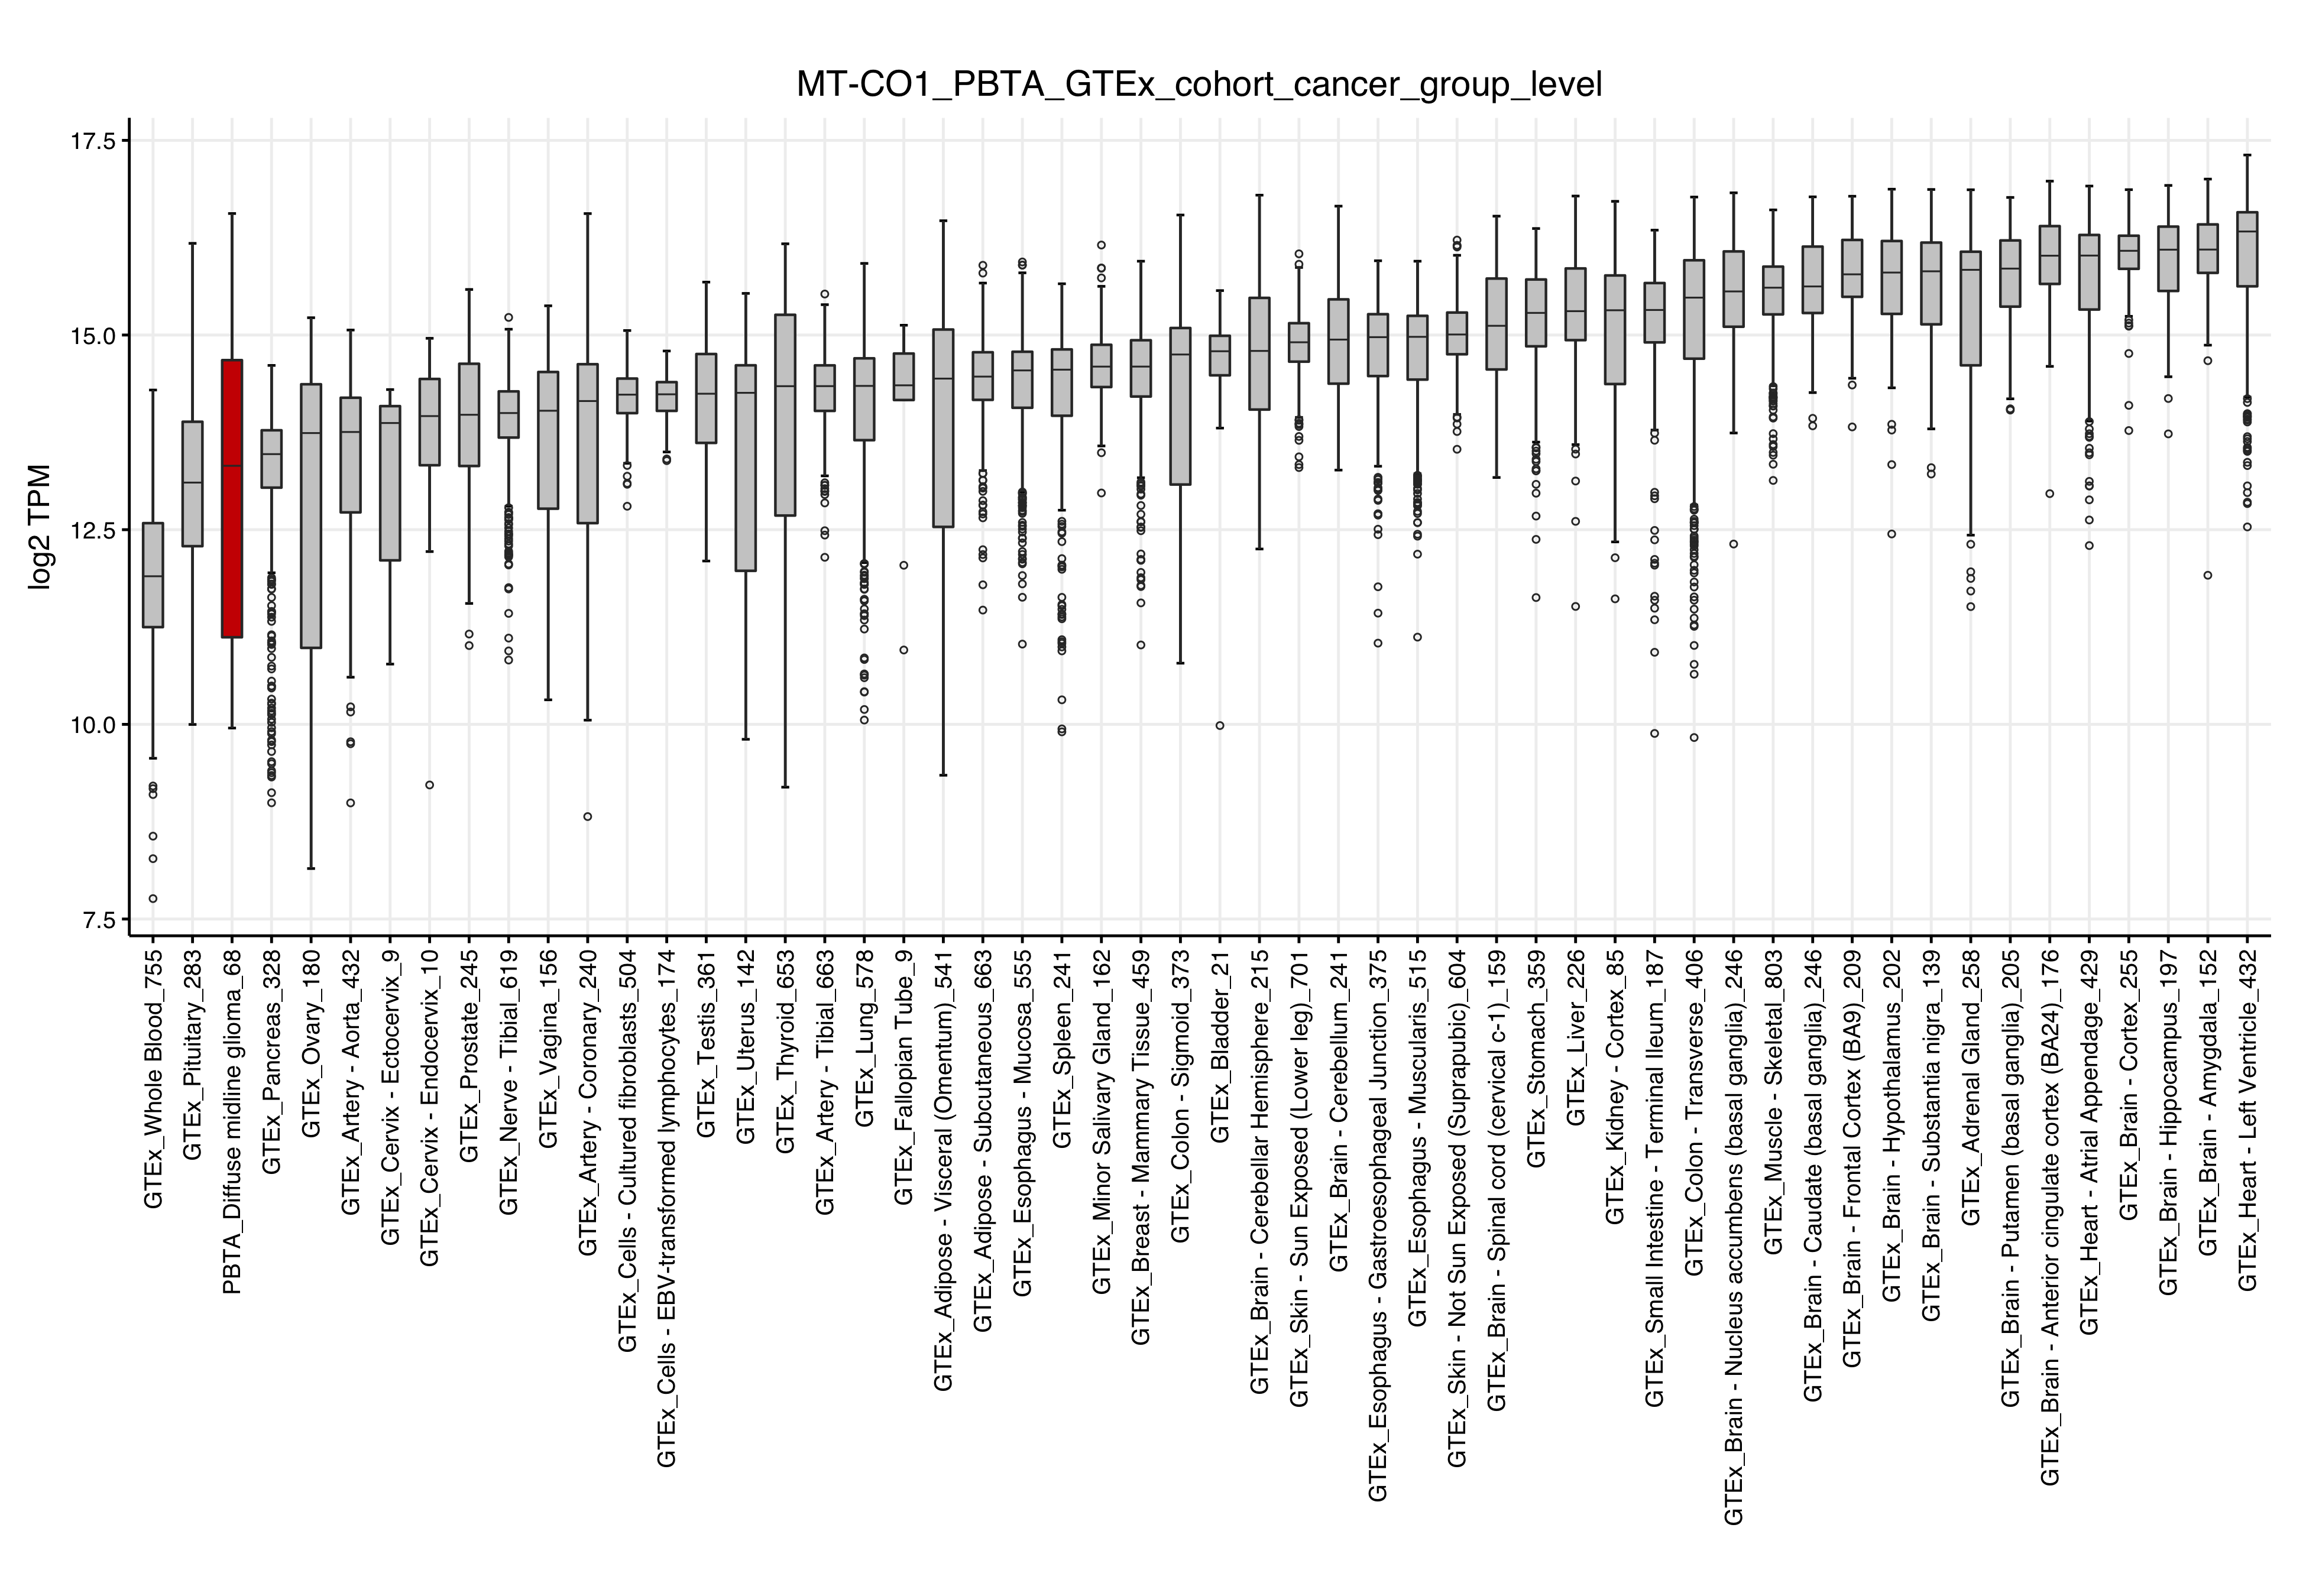 MT-CO1_PBTA_GTEx_cohort_cancer_group_level
17.5
15.0
12.5
10.0
7.5
log2 TPM
GTEx_Whole Blood_755
GTEx_Pituitary_283
PBTA_Diffuse midline glioma_68
GTEx_Pancreas_328
GTEx_Ovary_180
GTEx_Artery - Aorta_432
GTEx_Cervix - Ectocervix_9
GTEx_Cervix - Endocervix_10
GTEx_Prostate_245
GTEx_Nerve - Tibial_619
GTEx_Vagina_156
GTEx_Artery - Coronary_240
GTEx_Cells - Cultured fibroblasts_504
GTEx_Cells - EBV-transformed lymphocytes_174
GTEx_Testis_361
GTEx_Uterus_142
GTEx_Thyroid_653
GTEx_Artery - Tibial_663
GTEx_Lung_578
GTEx_Fallopian Tube_9
GTEx_Adipose - Visceral (Omentum)_541
GTEx_Adipose - Subcutaneous_663
GTEx_Esophagus - Mucosa_555
GTEx_Spleen_241
GTEx_Minor Salivary Gland_162
GTEx_Breast - Mammary Tissue_459
GTEx_Colon - Sigmoid_373
GTEx_Bladder_21
GTEx_Brain - Cerebellar Hemisphere_215
GTEx_Skin - Sun Exposed (Lower leg)_701
GTEx_Brain - Cerebellum_241
GTEx_Esophagus - Gastroesophageal Junction_375
GTEx_Esophagus - Muscularis_515
GTEx_Skin - Not Sun Exposed (Suprapubic)_604
GTEx_Brain - Spinal cord (cervical c-1)_159
GTEx_Stomach_359
GTEx_Liver_226
GTEx_Kidney - Cortex_85
GTEx_Small Intestine - Terminal Ileum_187
GTEx_Colon - Transverse_406
GTEx_Brain - Nucleus accumbens (basal ganglia)_246
GTEx_Muscle - Skeletal_803
GTEx_Brain - Caudate (basal ganglia)_246
GTEx_Brain - Frontal Cortex (BA9)_209
GTEx_Brain - Hypothalamus_202
GTEx_Brain - Substantia nigra_139
GTEx_Adrenal Gland_258
GTEx_Brain - Putamen (basal ganglia)_205
GTEx_Brain - Anterior cingulate cortex (BA24)_176
GTEx_Heart - Atrial Appendage_429
GTEx_Brain - Cortex_255
GTEx_Brain - Hippocampus_197
GTEx_Brain - Amygdala_152
GTEx_Heart - Left Ventricle_432